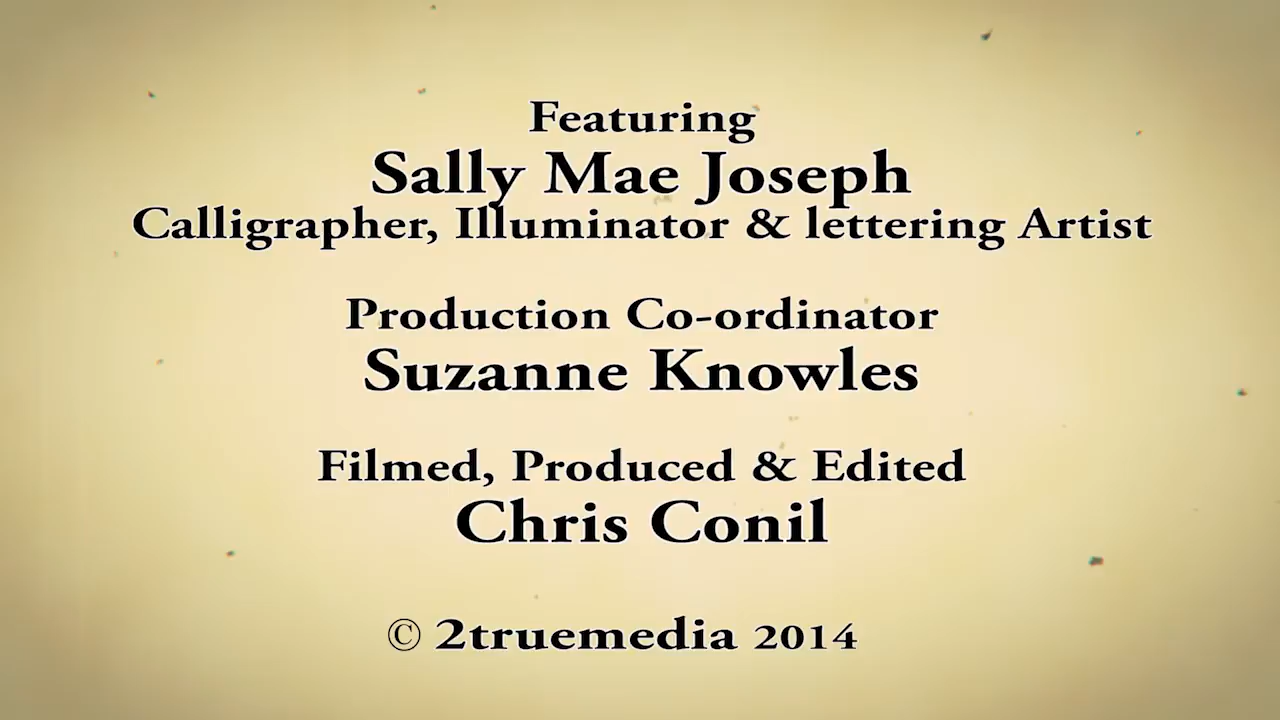 Featuring
Sally Mae Joseph
Calligrapher, Illuminator & lettering Artist
Production Co-ordinator
Suzanne Knowles
Filmed, Produced & Edited
Chris Conil
© 2truemedia 2014